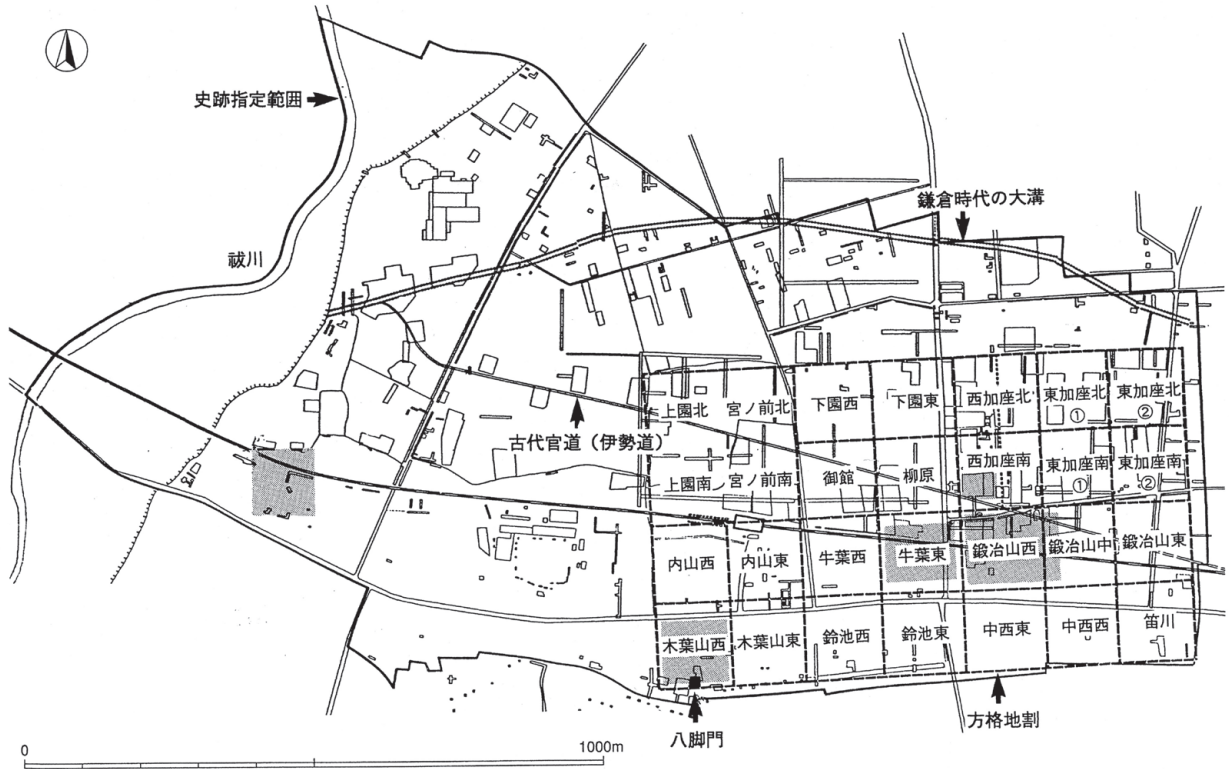 史跡指定範囲
祓川
鎌倉時代の大溝
古代官道(伊勢道)
上園北
宮ノ前北
下園西
下園東
西加座北
東加座北
①
東加座北
②
上園南
宮ノ前南
御館
柳原
西加座南
東加座南
①
東加座南
②
内山西
内山東
牛葉西
牛葉東
鍛冶山西
鍛冶山中
鍛冶山東
木葉山西
木葉山東
鈴池西
鈴池東
中西東
中西西
笛川
八脚門
方格地割
0
1000m